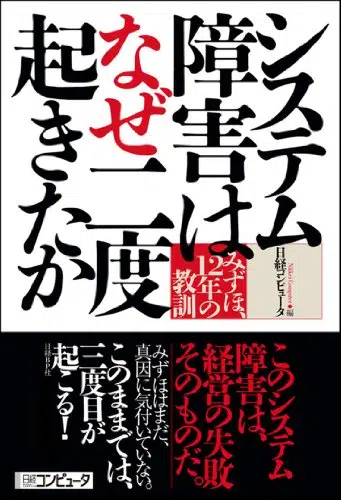 システム
障害は
なぜ二度
起きたか
みずほ、
12年の
教訓
日経コンピュータ
Nikkei Computer●編
このシステム
障害は、
経営の失敗
そのものだ。
みずほはまだ、
真因に気付いていない。
このままでは、
三度目が
起こる！
日経BP社
日経コンピュータ